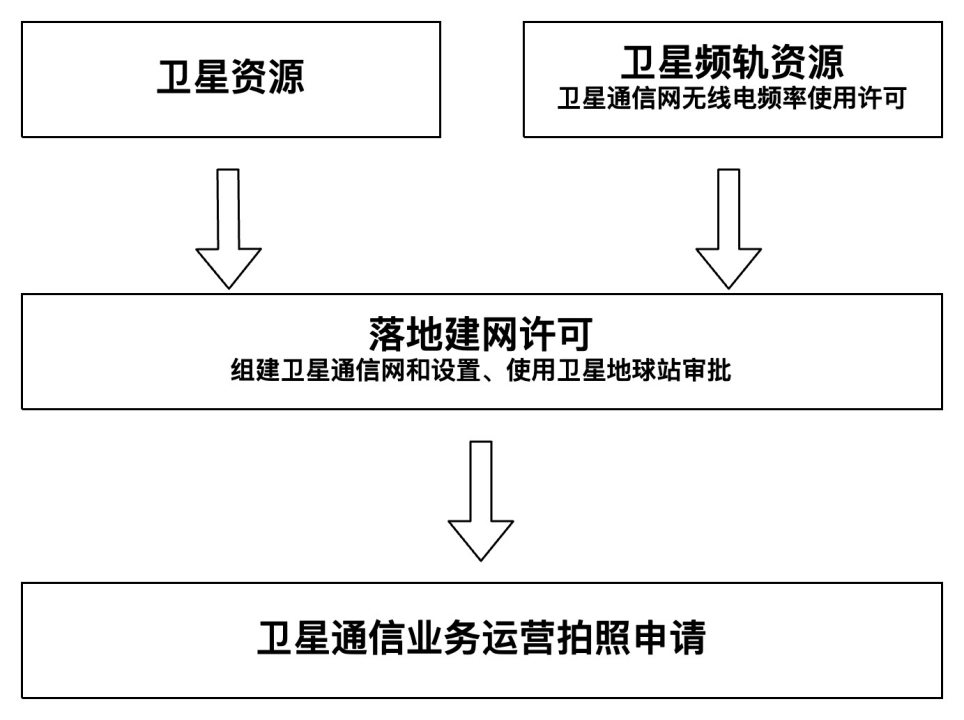 卫星资源
卫星频轨资源
卫星通信网无线电频率使用许可
落地建网许可
组建卫星通信网和设置、使用卫星地球站审批
卫星通信业务运营拍照申请